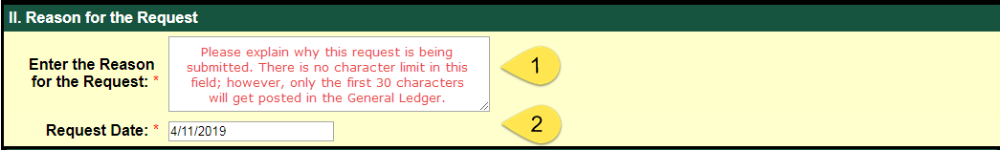 II. Reason for the Request
Enter the Reason
for the Request: *
Please explain why this request is being
submitted. There is no character limit in this
field; however, only the first 30 characters
will get posted in the General Ledger.
1
Request Date: *
4/11/2019
2